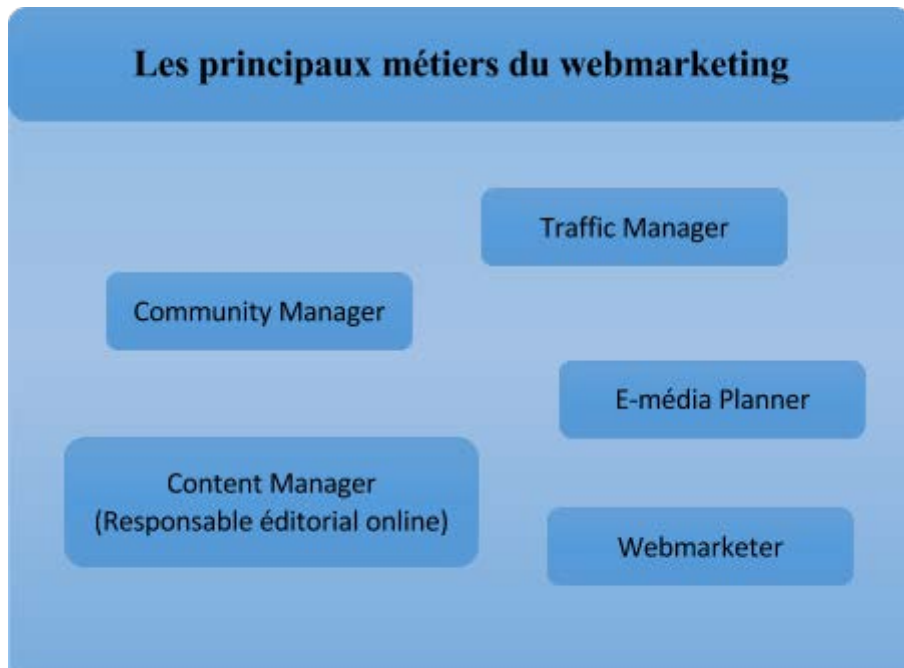 Les principaux métiers du webmarketing
Traffic Manager
Community Manager
E-média Planner
Content Manager
(Responsable éditorial online)
Webmarketer